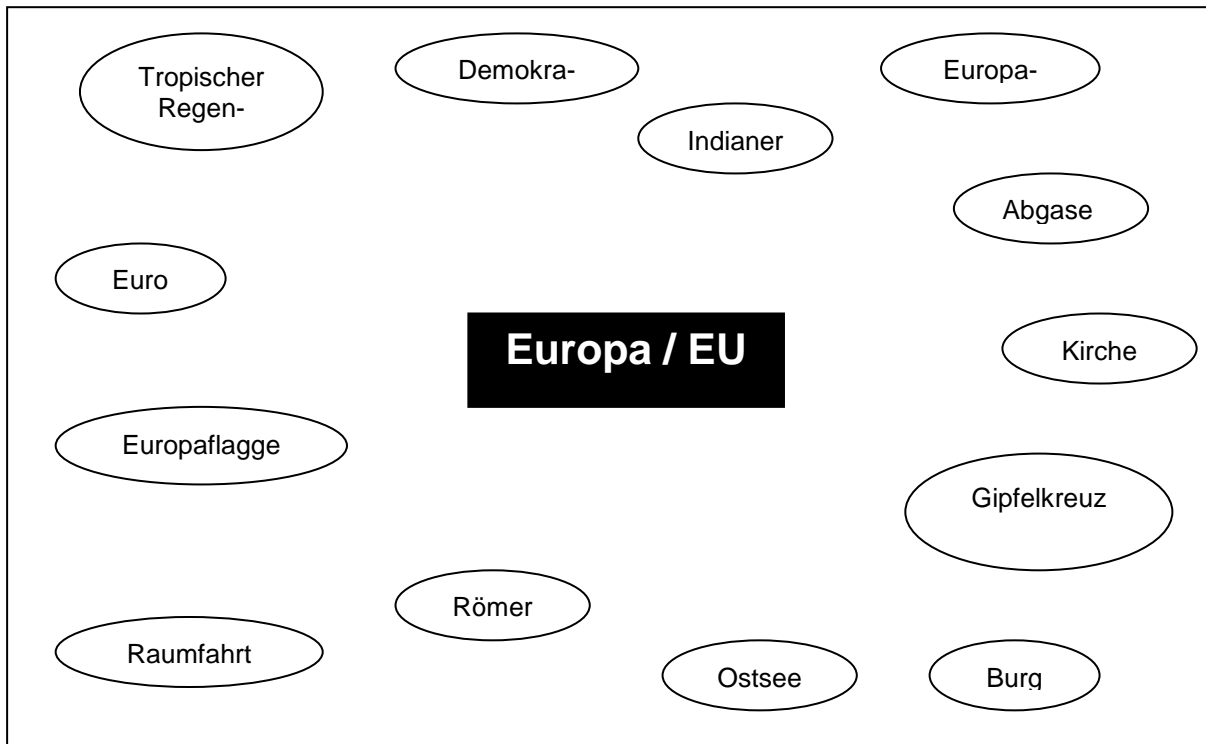 Tropischer
Regen-
Demokra-
Europa-
Indianer
Abgase
Euro
Europa / EU
Kirche
Europaflagge
Gipfelkreuz
Römer
Raumfahrt
Ostsee
Burg